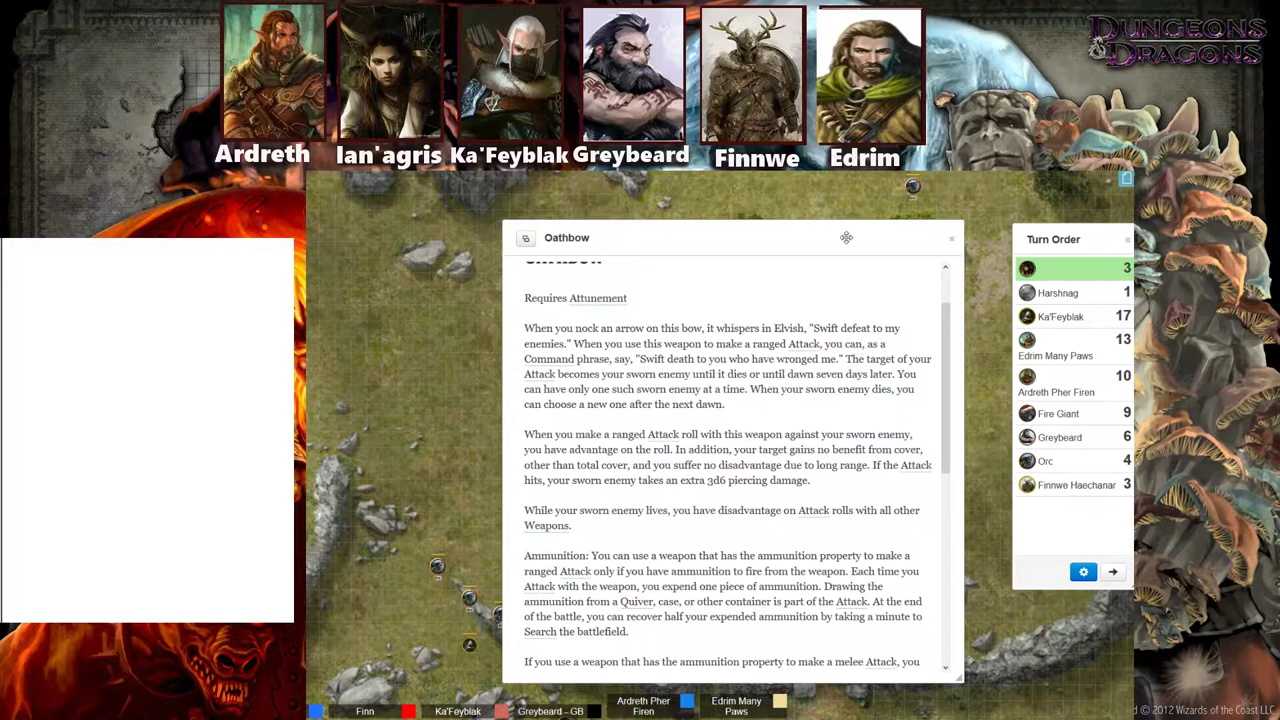 DUNGEONS
& DRAGONS
Ardreth
Ian'agris
Ka'Feyblak
Greybeard
Finnwe
Edrim
Oathbow
Requires Attunement
When you nock an arrow on this bow, it whispers in Elvish, "Swift defeat to my
enemies." When you use this weapon to make a ranged Attack, you can, as a
Command phrase, say, "Swift death to you who have wronged me." The target of your
Attack becomes your sworn enemy until it dies or until dawn seven days later. You
can have only one such sworn enemy at a time. When your sworn enemy dies, you
can choose a new one after the next dawn.
When you make a ranged Attack roll with this weapon against your sworn enemy,
you have advantage on the roll. In addition, your target gains no benefit from cover,
other than total cover, and you suffer no disadvantage due to long range. If the Attack
hits, your sworn enemy takes an extra 3d6 piercing damage.
While your sworn enemy lives, you have disadvantage on Attack rolls with all other
Weapons.
Ammunition: You can use a weapon that has the ammunition property to make a
ranged Attack only if you have ammunition to fire from the weapon. Each time you
Attack with the weapon, you expend one piece of ammunition. Drawing the
ammunition from a Quiver, case, or other container is part of the Attack. At the end
of the battle, you can recover half your expended ammunition by taking a minute to
Search the battlefield.
If you use a weapon that has the ammunition property to make a melee Attack, you
Turn Order
3
Harshnag 1
Ka'Feyblak 17
13
Edrim Many Paws
10
Ardreth Pher Firen
Fire Giant 9
Greybeard 6
Orc 4
Finnwe Haechanar 3
Finn
Ka'Feyblak
Greybeard - GB
Ardreth Pher
Firen
Edrim Many
Paws
d © 2012 Wizards of the Coast LLC